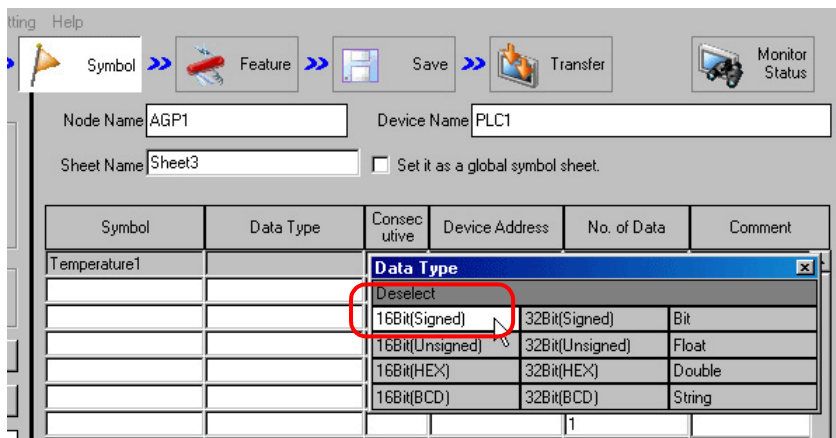 tting Help
Symbol Feature Save Transfer Monitor Status
Node Name AGP1 Device Name PLC1
Sheet Name Sheet3 Set it as a global symbol sheet.
Symbol Data Type Consec utive Device Address No. of Data Comment
Temperature1
Data Type
Deselect
16Bit(Signed) 32Bit(Signed) Bit
16Bit(Unsigned) 32Bit(Unsigned) Float
16Bit(HEX) 32Bit(HEX) Double
16Bit(BCD) 32Bit(BCD) String
1